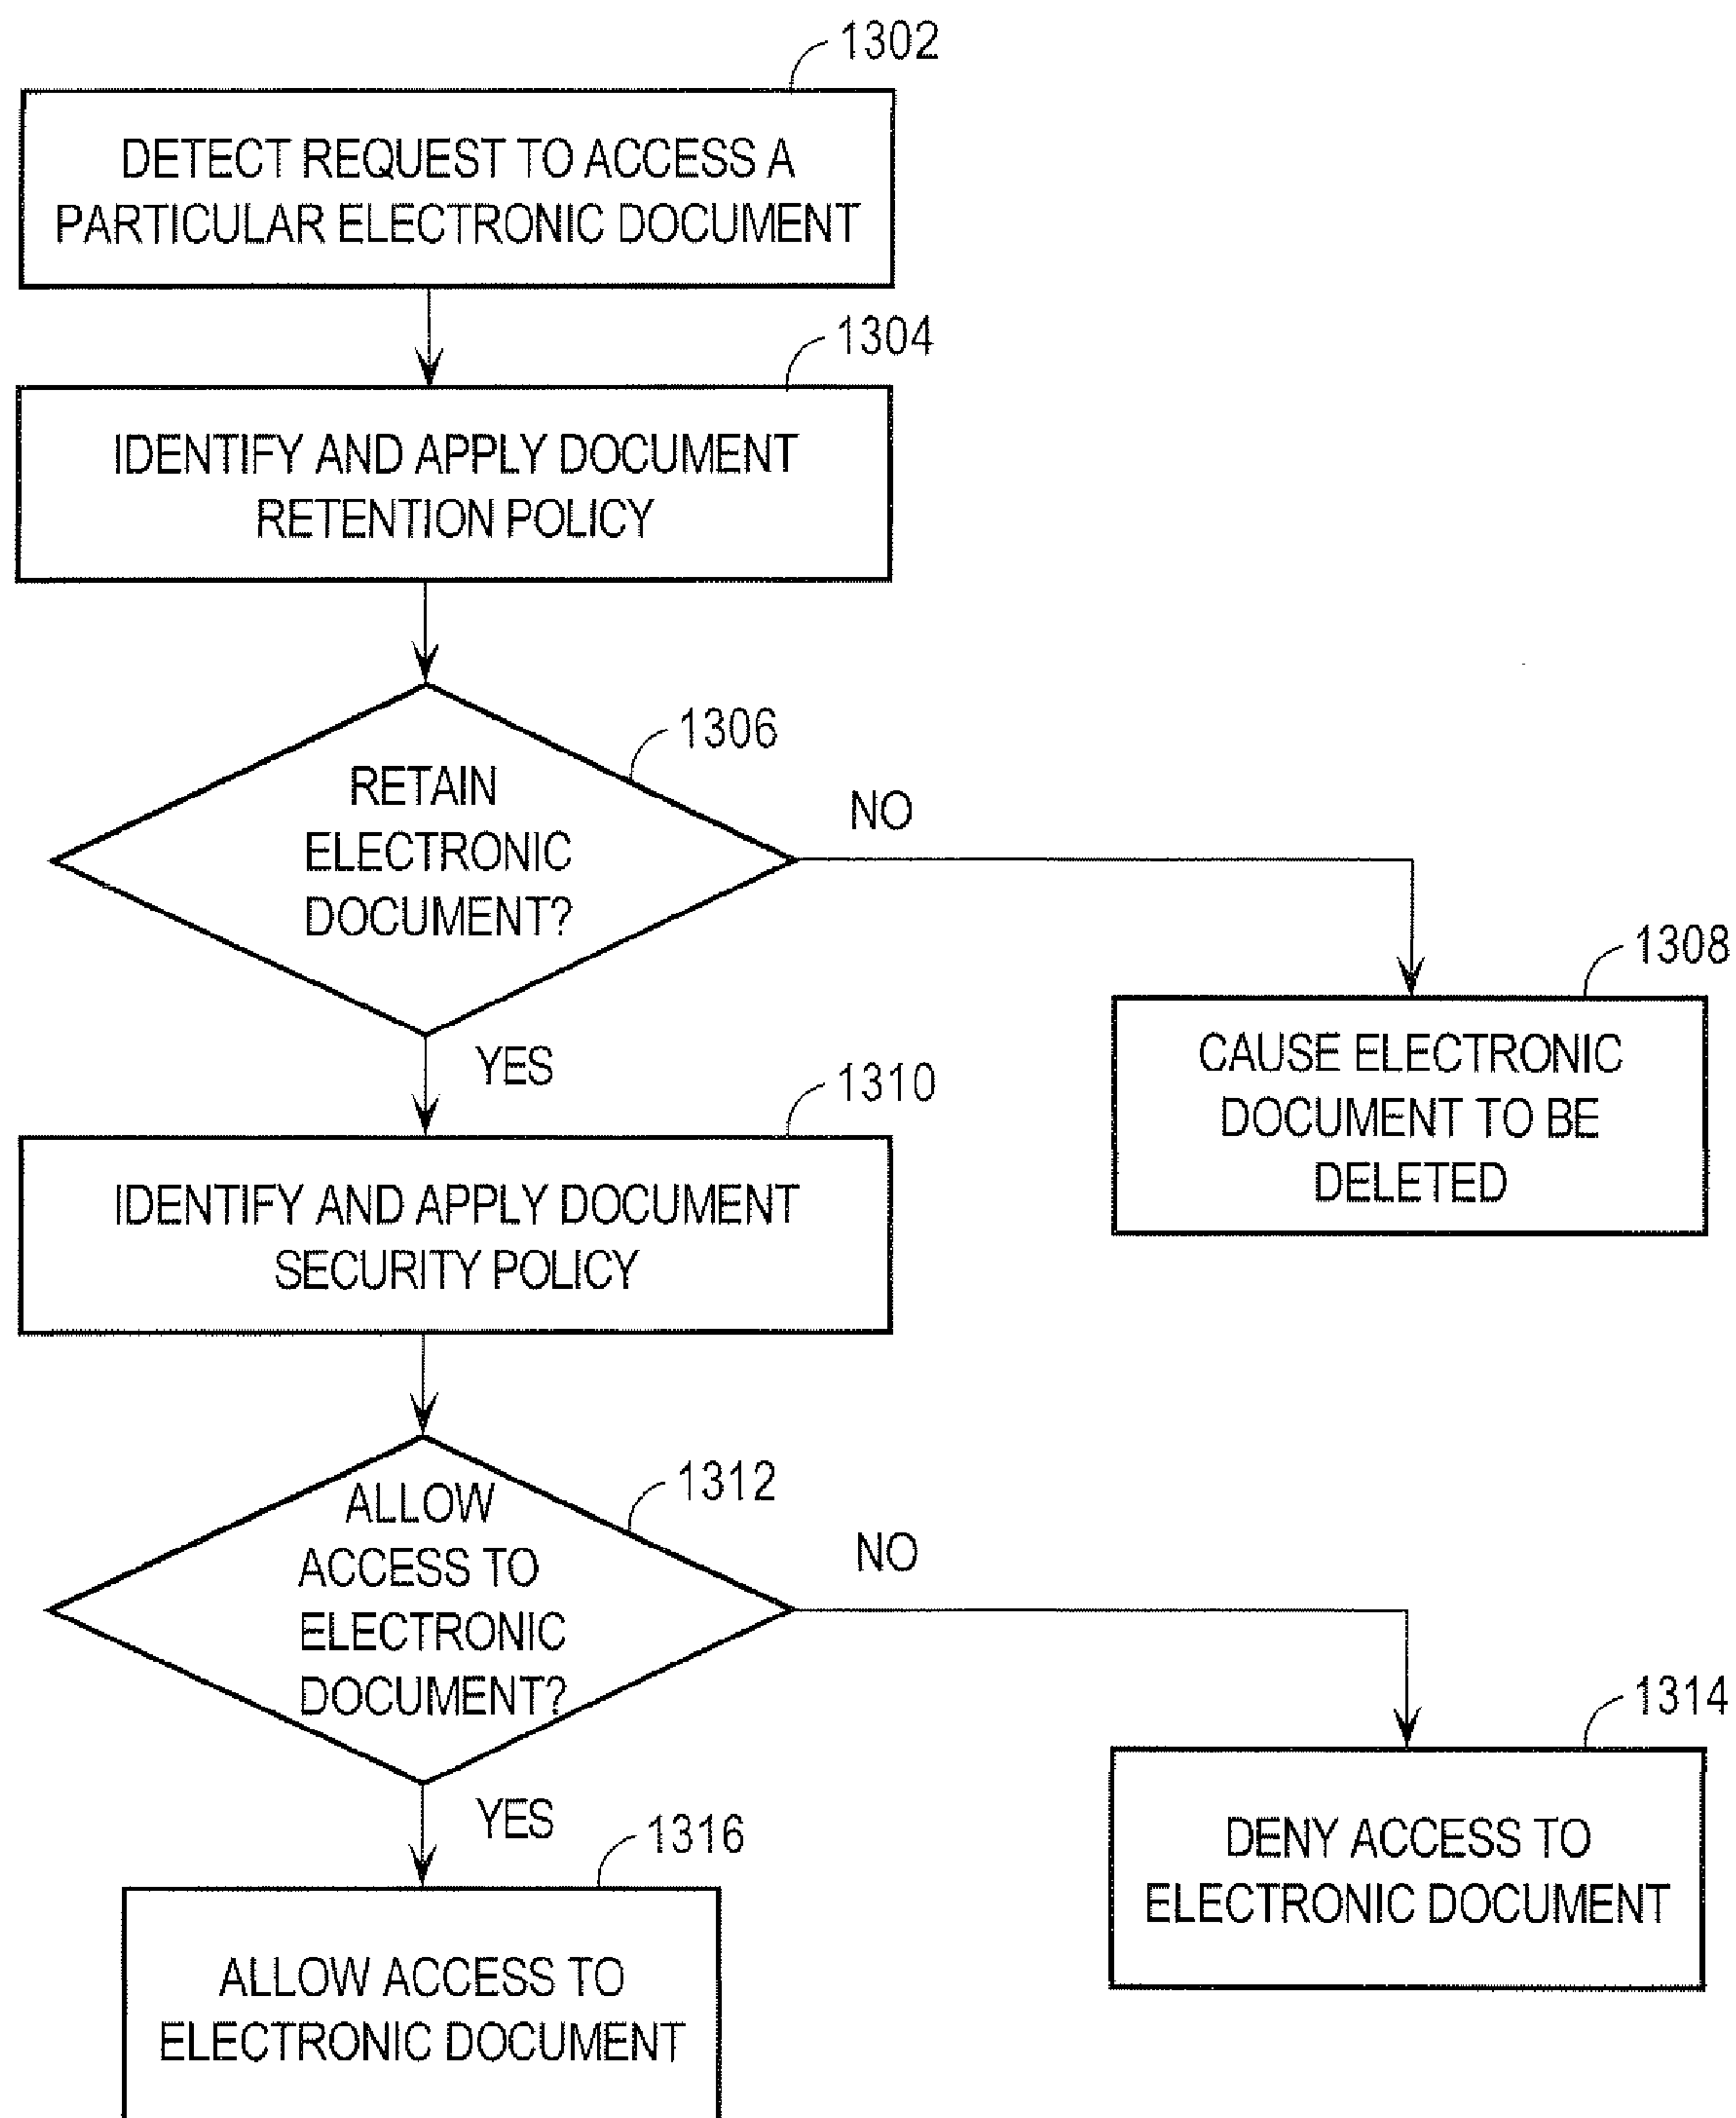 1302
DETECT REQUEST TO ACCESS A
PARTICULAR ELECTRONIC DOCUMENT
1304
IDENTIFY AND APPLY DOCUMENT
RETENTION POLICY
1306
RETAIN
ELECTRONIC
DOCUMENT?
NO
1308
CAUSE ELECTRONIC
DOCUMENT TO BE
DELETED
YES
1310
IDENTIFY AND APPLY DOCUMENT
SECURITY POLICY
1312
ALLOW
ACCESS TO
ELECTRONIC
DOCUMENT?
NO
1314
DENY ACCESS TO
ELECTRONIC DOCUMENT
YES
1316
ALLOW ACCESS TO
ELECTRONIC DOCUMENT